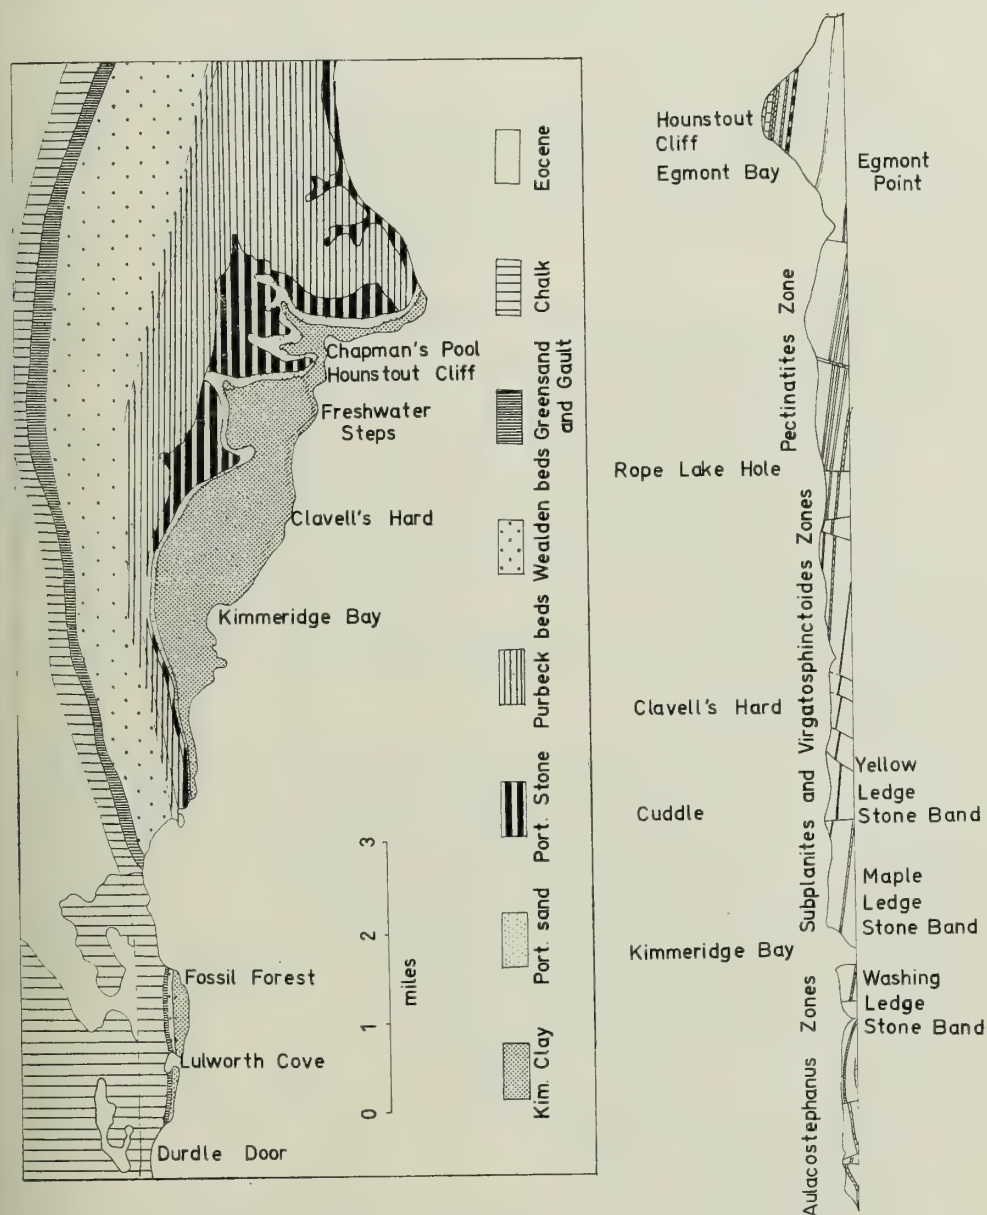 Chapman's Pool
Hounstout Cliff
Freshwater
Steps
Clavell's Hard
Kimmeridge Bay
Fossil Forest
Lulworth Cove
Durdle Door
0
1
2
3
miles
Kim. Clay
Port. sand
Port. Stone
Purbeck beds
Wealden beds
Greensand
and Gault
Chalk
Eocene
Hounstout
Cliff
Egmont Bay
Egmont
Point
Pectinatites Zone
Rope Lake Hole
Subplanites and Virgatosphinctoides Zones
Clavell's Hard
Yellow
Ledge
Stone Band
Cuddle
Maple
Ledge
Stone Band
Kimmeridge Bay
Washing
Ledge
Stone Band
Aulacostephanus Zones